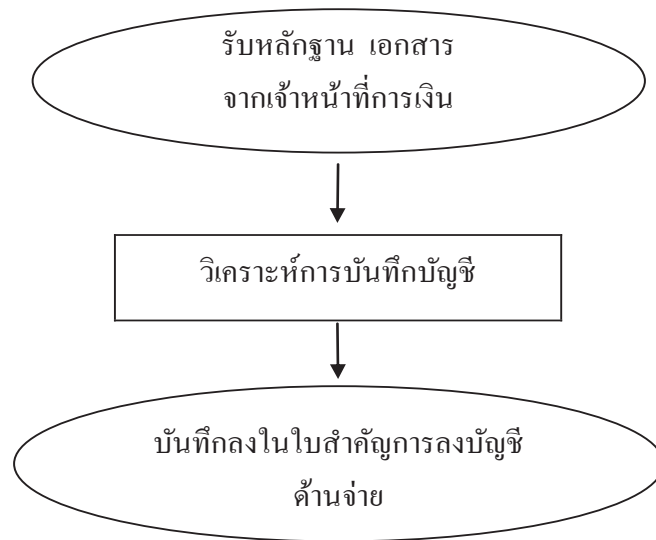 รับหลักฐาน เอกสาร
จากเจ้าหน้าที่การเงิน
วิเคราะห์การบันทึกบัญชี
บันทึกลงในใบสำคัญการลงบัญชี
ด้านจ่าย